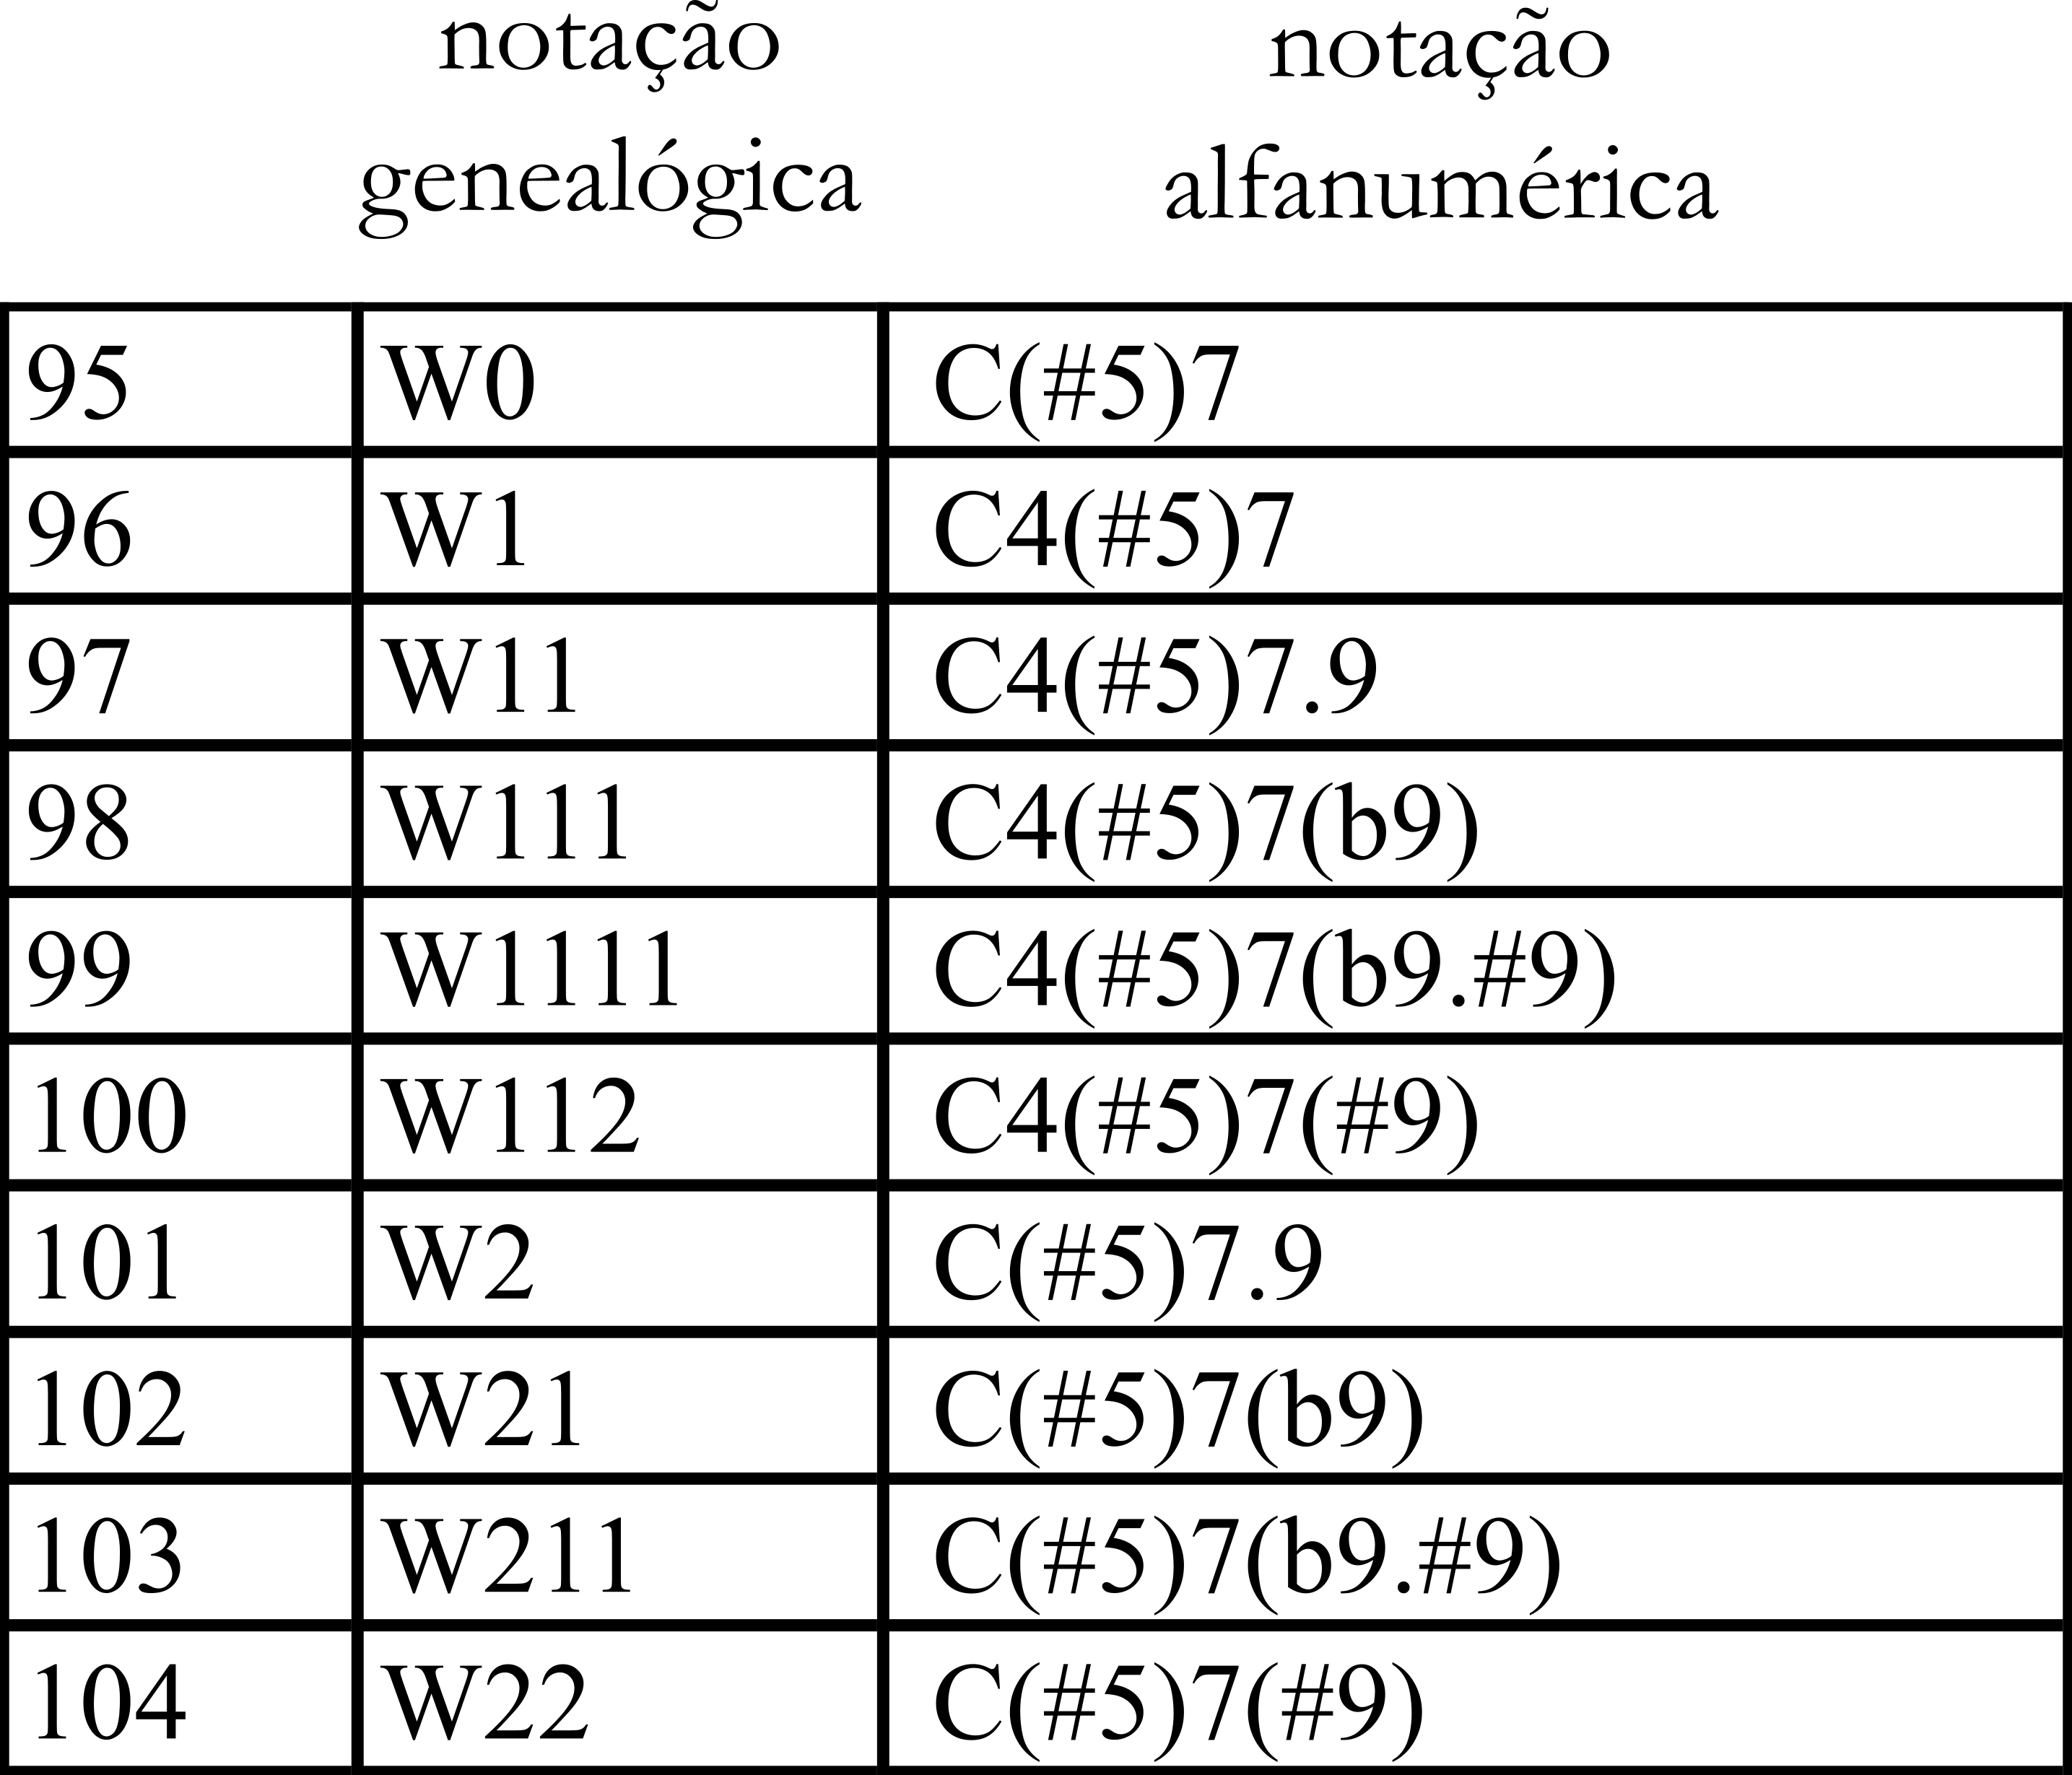 notação notação
genealógica alfanumérica
95 W0 C(#5)7
96 W1 C4(#5)7
97 W11 C4(#5)7.9
98 W111 C4(#5)7(b9)
99 W1111 C4(#5)7(b9.#9)
100 W112 C4(#5)7(#9)
101 W2 C(#5)7.9
102 W21 C(#5)7(b9)
103 W211 C(#5)7(b9.#9)
104 W22 C(#5)7(#9)